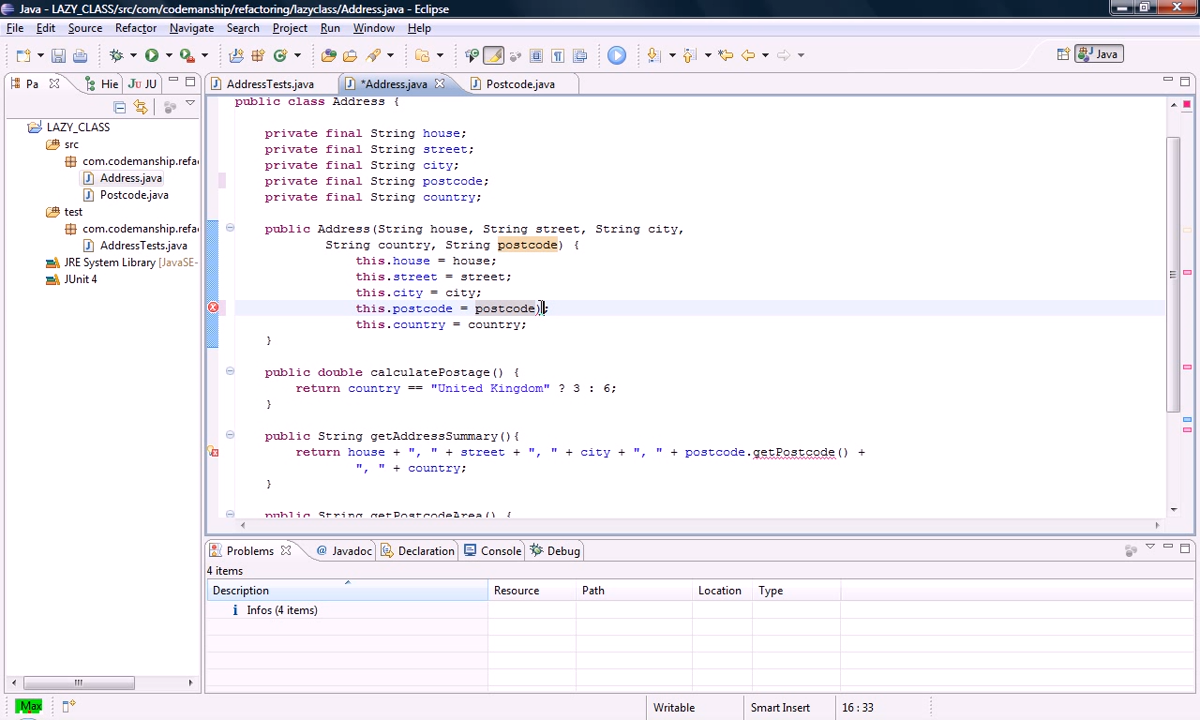 Java - LAZY_CLASS/src/com/codemanship/refactoring/lazyclass/Address.java - Eclipse
File Edit Source Refactor Navigate Search Project Run Window Help
Java
Pa Hie JU
AddressTests.java *Address.java Postcode.java
LAZY_CLASS
src
com.codemanship.refa
Address.java
Postcode.java
test
com.codemanship.refa
AddressTests.java
JRE System Library [JavaSE-
JUnit 4
public class Address {
private final String house;
private final String street;
private final String city;
private final String postcode;
private final String country;
public Address(String house, String street, String city,
String country, String postcode) {
this.house = house;
this.street = street;
this.city = city;
this.postcode = postcode);
this.country = country;
}
public double calculatePostage() {
return country == "United Kingdom" ? 3 : 6;
}
public String getAddressSummary(){
return house + ", " + street + ", " + city + ", " + postcode.getPostcode() +
", " + country;
}
public String getPostcodeArea() {
Problems @ Javadoc Declaration Console Debug
4 items
Description Resource Path Location Type
i Infos (4 items)
Max
Writable Smart Insert 16 : 33